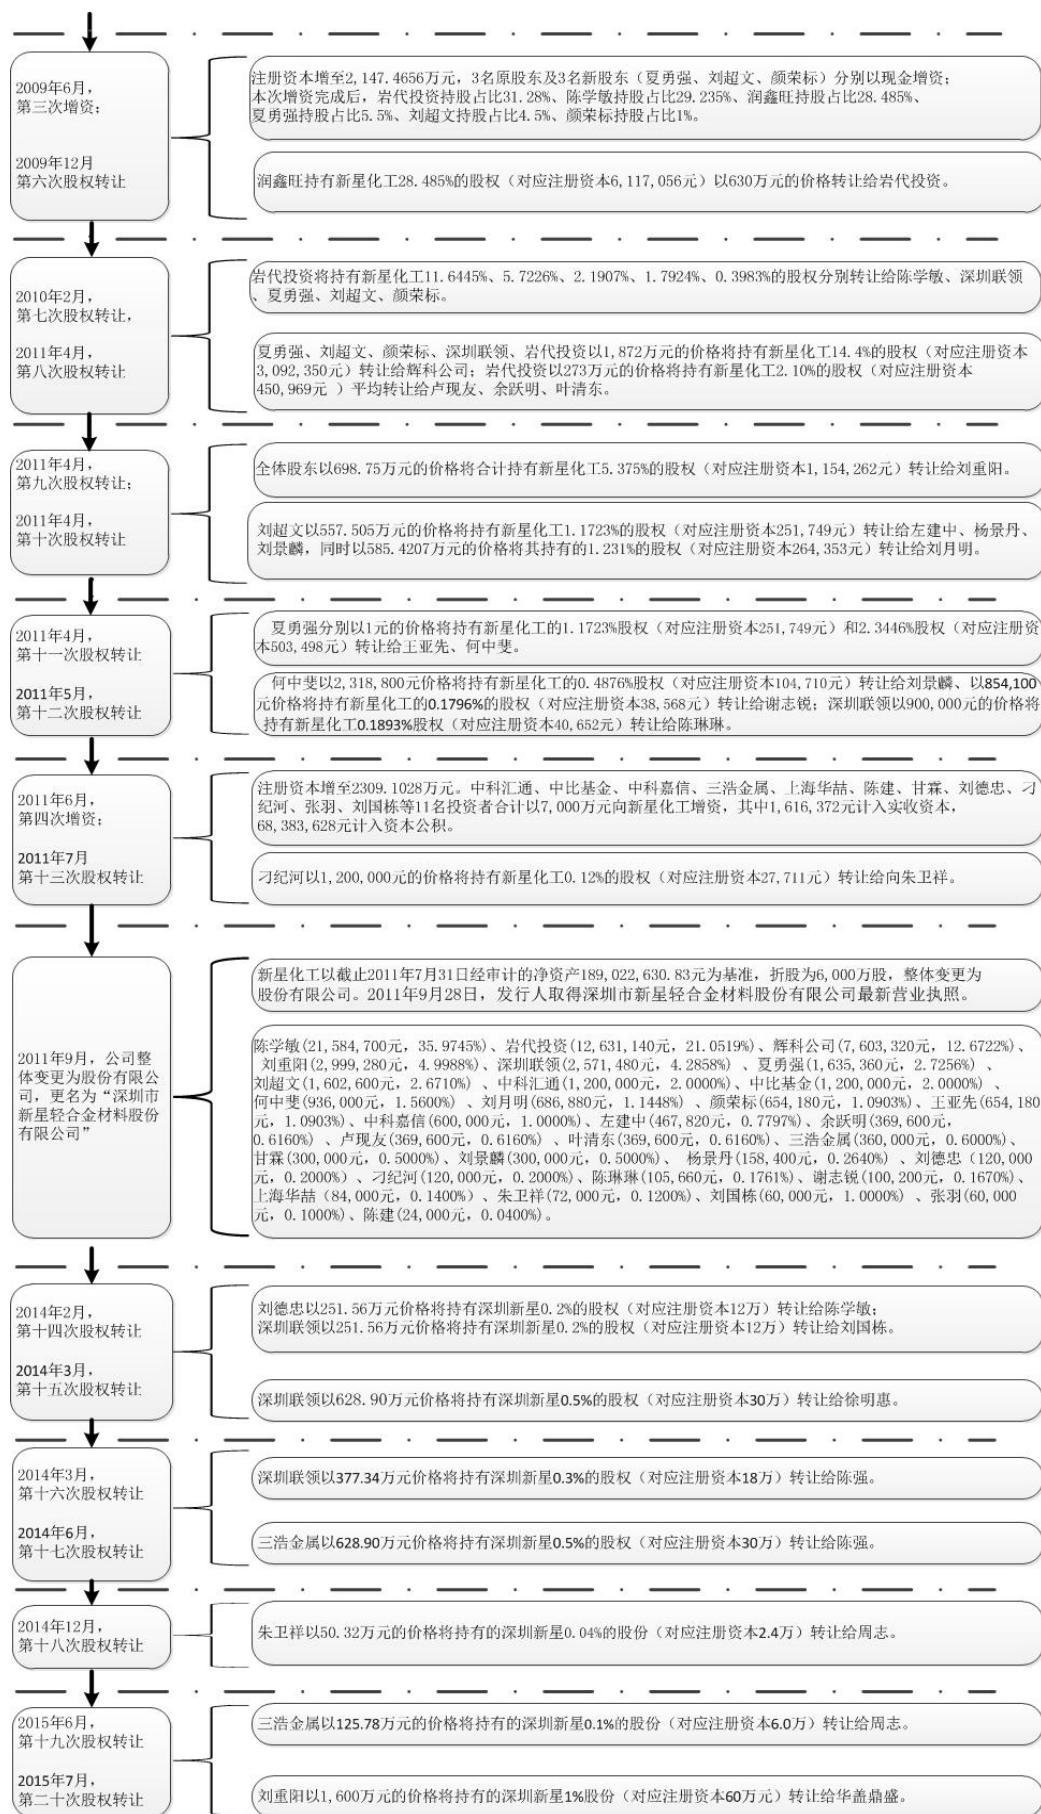 2009年6月，
第三次增资；
2009年12月
第六次股权转让
注册资本增至2,147.4656万元，3名原股东及3名新股东（夏勇强、刘超文、颜荣标）分别以现金增资；
本次增资完成后，岩代投资持股占比31.28%、陈学敏持股占比29.235%、润鑫旺持股占比28.485%、
夏勇强持股占比5.5%、刘超文持股占比4.5%、颜荣标持股占比1%。
润鑫旺持有新星化工28.485%的股权（对应注册资本6,117,056元）以630万元的价格转让给岩代投资。
2010年2月，
第七次股权转让，
2011年4月，
第八次股权转让
岩代投资将持有新星化工11.6445%、5.7226%、2.1907%、1.7924%、0.3983%的股权分别转让给陈学敏、深圳联领
、夏勇强、刘超文、颜荣标。
夏勇强、刘超文、颜荣标、深圳联领、岩代投资以1,872万元的价格将持有新星化工14.4%的股权（对应注册资本
3,092,350元）转让给辉科公司；岩代投资以273万元的价格将持有新星化工2.10%的股权（对应注册资本
450,969元 ）平均转让给卢现友、余跃明、叶清东。
2011年4月，
第九次股权转让；
2011年4月，
第十次股权转让
全体股东以698.75万元的价格将合计持有新星化工5.375%的股权（对应注册资本1,154,262元）转让给刘重阳。
刘超文以557.505万元的价格将持有新星化工1.1723%的股权（对应注册资本251,749元）转让给左建中、杨景丹、
刘景麟，同时以585.4207万元的价格将其持有的1.231%的股权（对应注册资本264,353元）转让给刘月明。
2011年4月，
第十一次股权转让
2011年5月，
第十二次股权转让
夏勇强分别以1元的价格将持有新星化工的1.1723%股权（对应注册资本251,749元）和2.3446%股权（对应注册资
本503,498元）转让给王亚先、何中斐。
何中斐以2,318,800元价格将持有新星化工的0.4876%股权（对应注册资本104,710元）转让给刘景麟、以854,100
元价格将持有新星化工的0.1796%的股权（对应注册资本38,568元）转让给谢志锐；深圳联领以900,000元的价格将
持有新星化工0.1893%股权（对应注册资本40,652元）转让给陈琳琳。
2011年6月，
第四次增资；
2011年7月
第十三次股权转让
注册资本增至2309.1028万元。中科汇通、中比基金、中科嘉信、三浩金属、上海华喆、陈建、甘霖、刘德忠、刁
纪河、张羽、刘国栋等11名投资者合计以7,000万元向新星化工增资，其中1,616,372元计入实收资本，
68,383,628元计入资本公积。
刁纪河以1,200,000元的价格将持有新星化工0.12%的股权（对应注册资本27,711元）转让给向朱卫祥。
2011年9月，公司整
体变更为股份有限公
司，更名为“深圳市
新星轻合金材料股份
有限公司”
新星化工以截止2011年7月31日经审计的净资产189,022,630.83元为基准，折股为6,000万股，整体变更为
股份有限公司。2011年9月28日，发行人取得深圳市新星轻合金材料股份有限公司最新营业执照。
陈学敏(21,584,700元，35.9745%)、岩代投资(12,631,140元，21.0519%)、辉科公司(7,603,320元，12.6722%)、
刘重阳(2,999,280元，4.9988%)、深圳联领(2,571,480元，4.2858%) 、夏勇强(1,635,360元，2.7256%) 、
刘超文(1,602,600元，2.6710%) 、中科汇通(1,200,000元，2.0000%)、中比基金(1,200,000元，2.0000%) 、
何中斐(936,000元，1.5600%) 、刘月明(686,880元，1.1448%) 、颜荣标(654,180元，1.0903%)、王亚先(654,180
元，1.0903%)、中科嘉信(600,000元，1.0000%)、左建中(467,820元，0.7797%)、余跃明(369,600元，
0.6160%) 、卢现友(369,600元，0.6160%) 、叶清东(369,600元，0.6160%)、三浩金属(360,000元，0.6000%)、
甘霖(300,000元，0.5000%)、刘景麟(300,000元，0.5000%)、 杨景丹(158,400元，0.2640%) 、刘德忠（120,000
元，0.2000%）、刁纪河(120,000元，0.2000%)、陈琳琳(105,660元，0.1761%)、谢志锐(100,200元，0.1670%)、
上海华喆（84,000元，0.1400%）、朱卫祥(72,000元，0.1200%)、刘国栋(60,000元，1.0000%) 、张羽(60,000
元，0.1000%)、陈建(24,000元，0.0400%)。
2014年2月，
第十四次股权转让
2014年3月，
第十五次股权转让
刘德忠以251.56万元价格将持有深圳新星0.2%的股权（对应注册资本12万）转让给陈学敏；
深圳联领以251.56万元价格将持有深圳新星0.2%的股权（对应注册资本12万）转让给刘国栋。
深圳联领以628.90万元价格将持有深圳新星0.5%的股权（对应注册资本30万）转让给徐明惠。
2014年3月，
第十六次股权转让
2014年6月，
第十七次股权转让
深圳联领以377.34万元价格将持有深圳新星0.3%的股权（对应注册资本18万）转让给陈强。
三浩金属以628.90万元价格将持有深圳新星0.5%的股权（对应注册资本30万）转让给陈强。
2014年12月，
第十八次股权转让
朱卫祥以50.32万元的价格将持有的深圳新星0.04%的股份（对应注册资本2.4万）转让给周志。
2015年6月，
第十九次股权转让
2015年7月，
第二十次股权转让
三浩金属以125.78万元的价格将持有的深圳新星0.1%的股份（对应注册资本6.0万）转让给周志。
刘重阳以1,600万元的价格将持有的深圳新星1%股份（对应注册资本60万元）转让给华盖鼎盛。